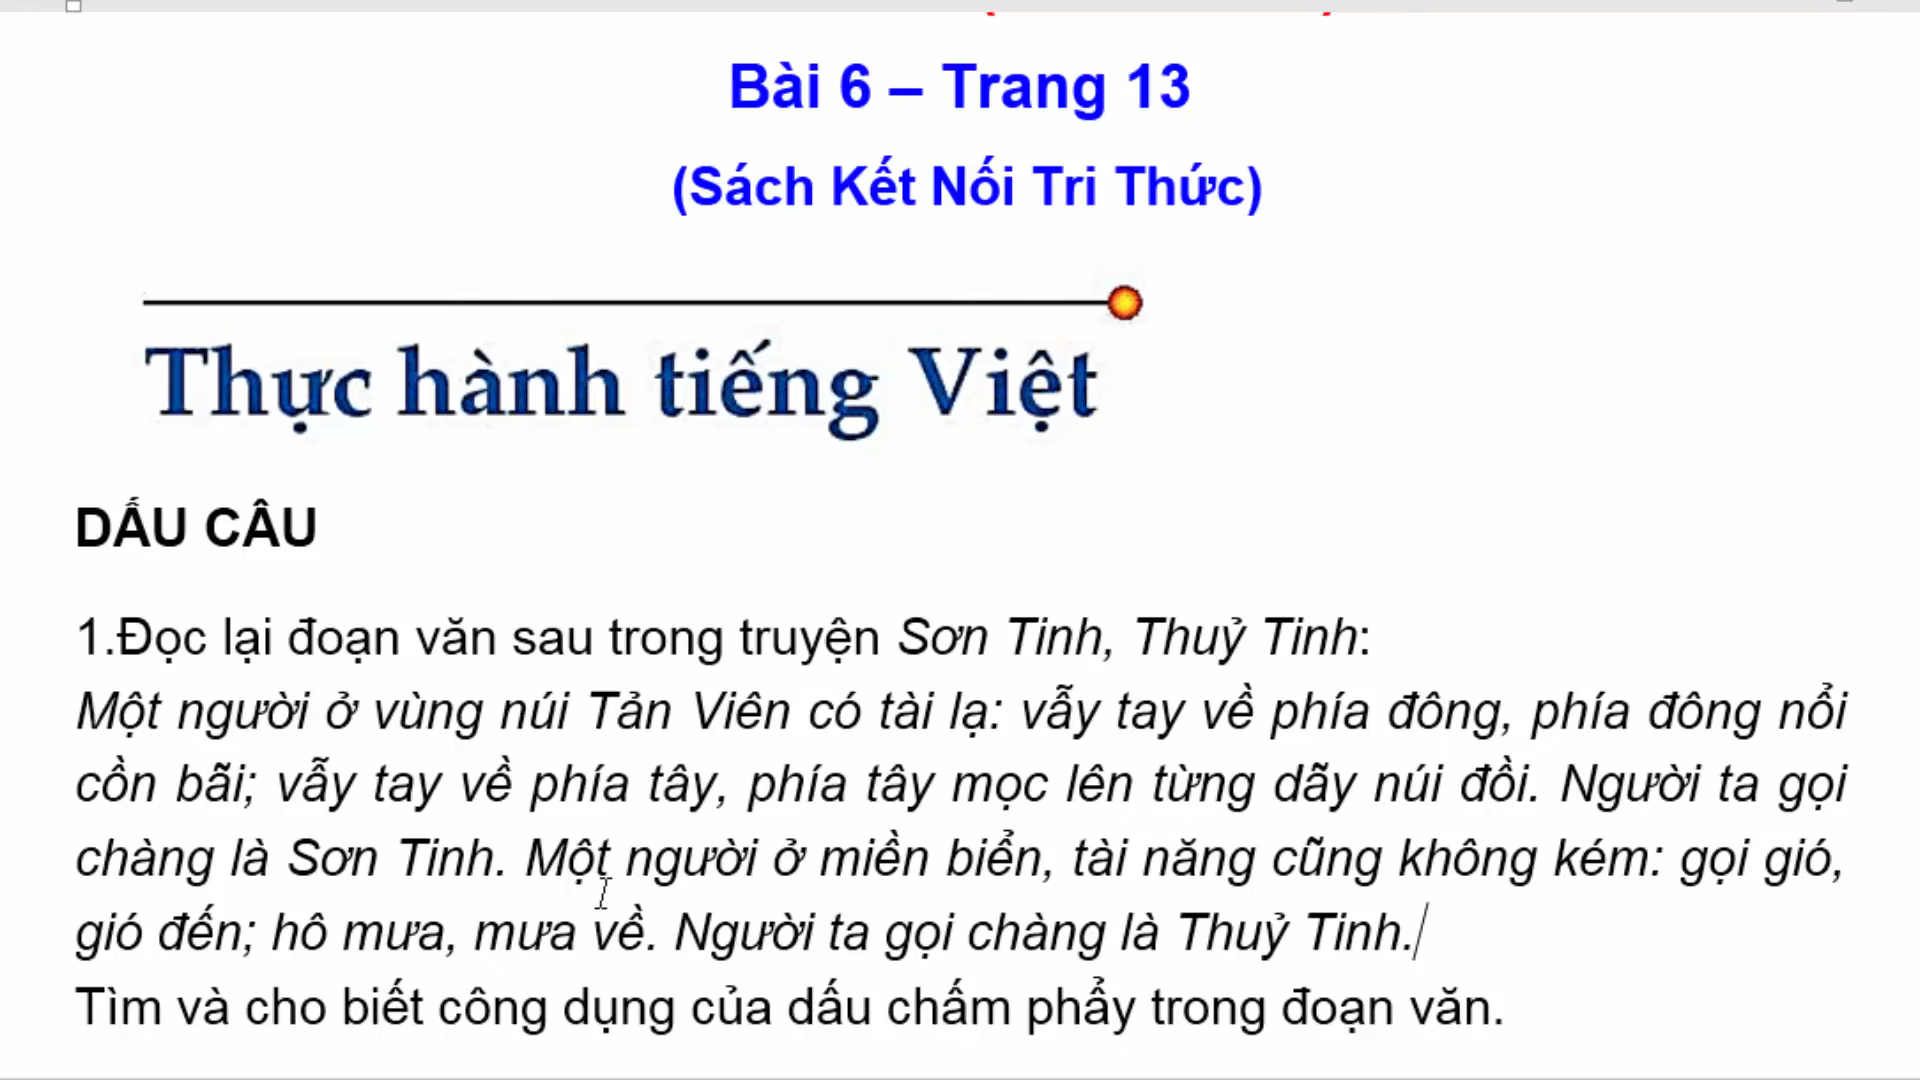 Bài 6 – Trang 13
(Sách Kết Nối Tri Thức)
Thực hành tiếng Việt
DẤU CÂU
1.Đọc lại đoạn văn sau trong truyện Sơn Tinh, Thuỷ Tinh:
Một người ở vùng núi Tản Viên có tài lạ: vẫy tay về phía đông, phía đông nổi
cồn bãi; vẫy tay về phía tây, phía tây mọc lên từng dãy núi đồi. Người ta gọi
chàng là Sơn Tinh. Một người ở miền biển, tài năng cũng không kém: gọi gió,
gió đến; hô mưa, mưa về. Người ta gọi chàng là Thuỷ Tinh.
Tìm và cho biết công dụng của dấu chấm phẩy trong đoạn văn.